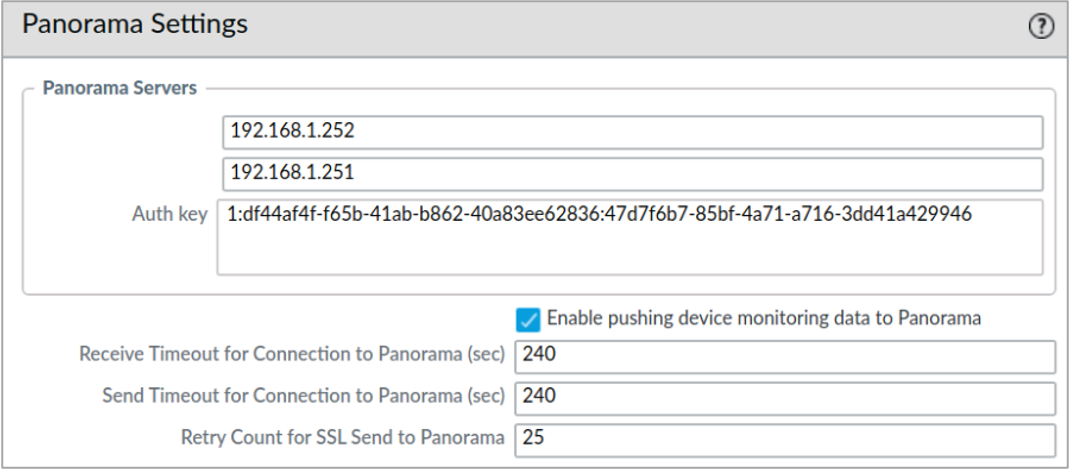 Panorama Settings
?
Panorama Servers
192.168.1.252
192.168.1.251
Auth key 1:df44af4f-f65b-41ab-b862-40a83ee62836:47d7f6b7-85bf-4a71-a716-3dd41a429946
Enable pushing device monitoring data to Panorama
Receive Timeout for Connection to Panorama (sec) 240
Send Timeout for Connection to Panorama (sec) 240
Retry Count for SSL Send to Panorama 25